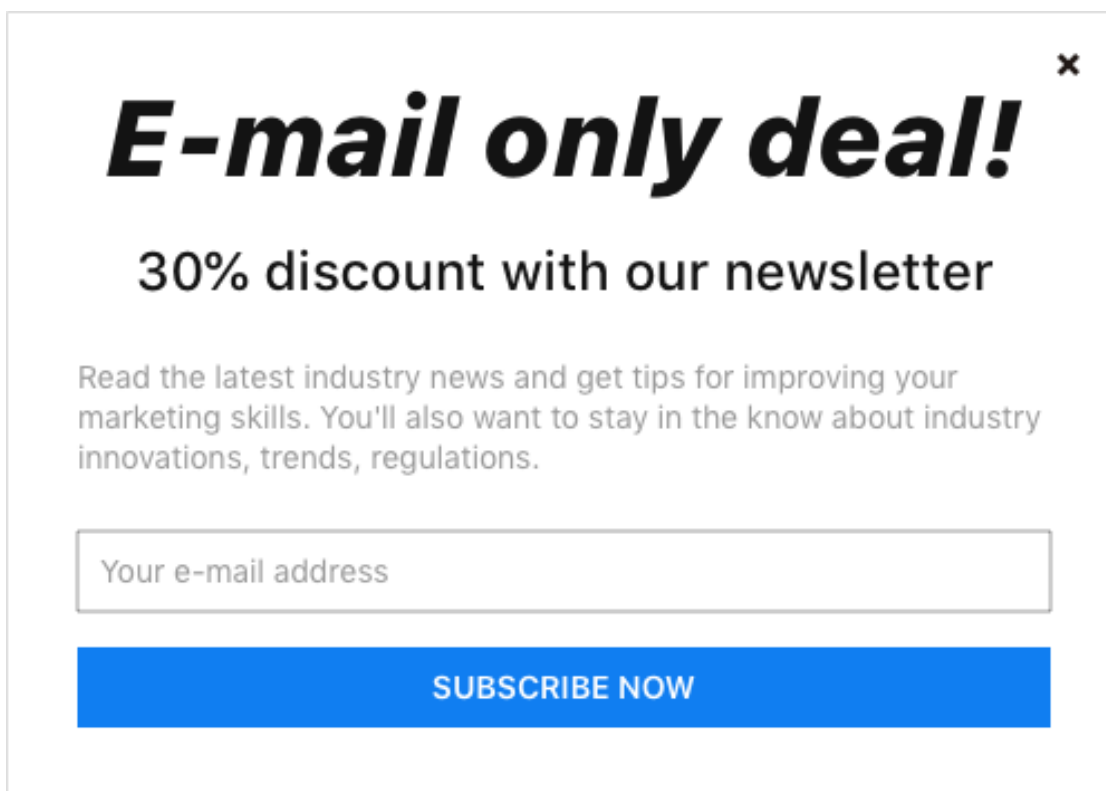 E-mail only deal!
30% discount with our newsletter
Read the latest industry news and get tips for improving your
marketing skills. You'll also want to stay in the know about industry
innovations, trends, regulations.
Your e-mail address
SUBSCRIBE NOW